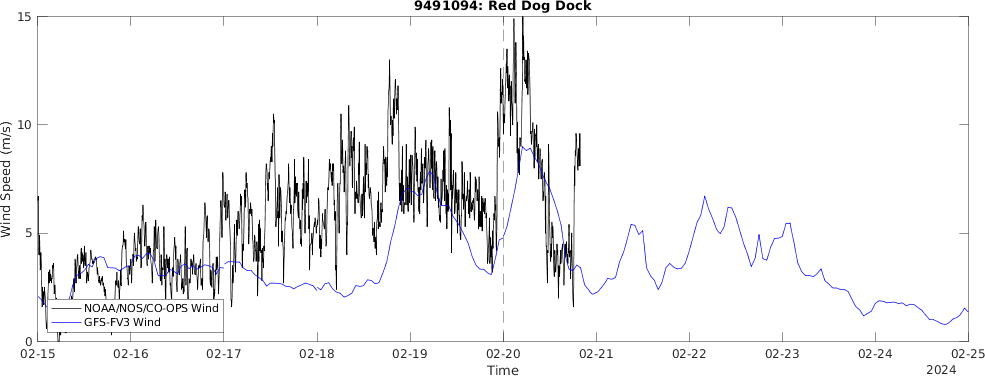 9491094: Red Dog Dock
Wind Speed (m/s)
15
10
5
0
NOAA/NOS/CO-OPS Wind
GFS-FV3 Wind
02-15 02-16 02-17 02-18 02-19 02-20 02-21 02-22 02-23 02-24 02-25
Time
2024